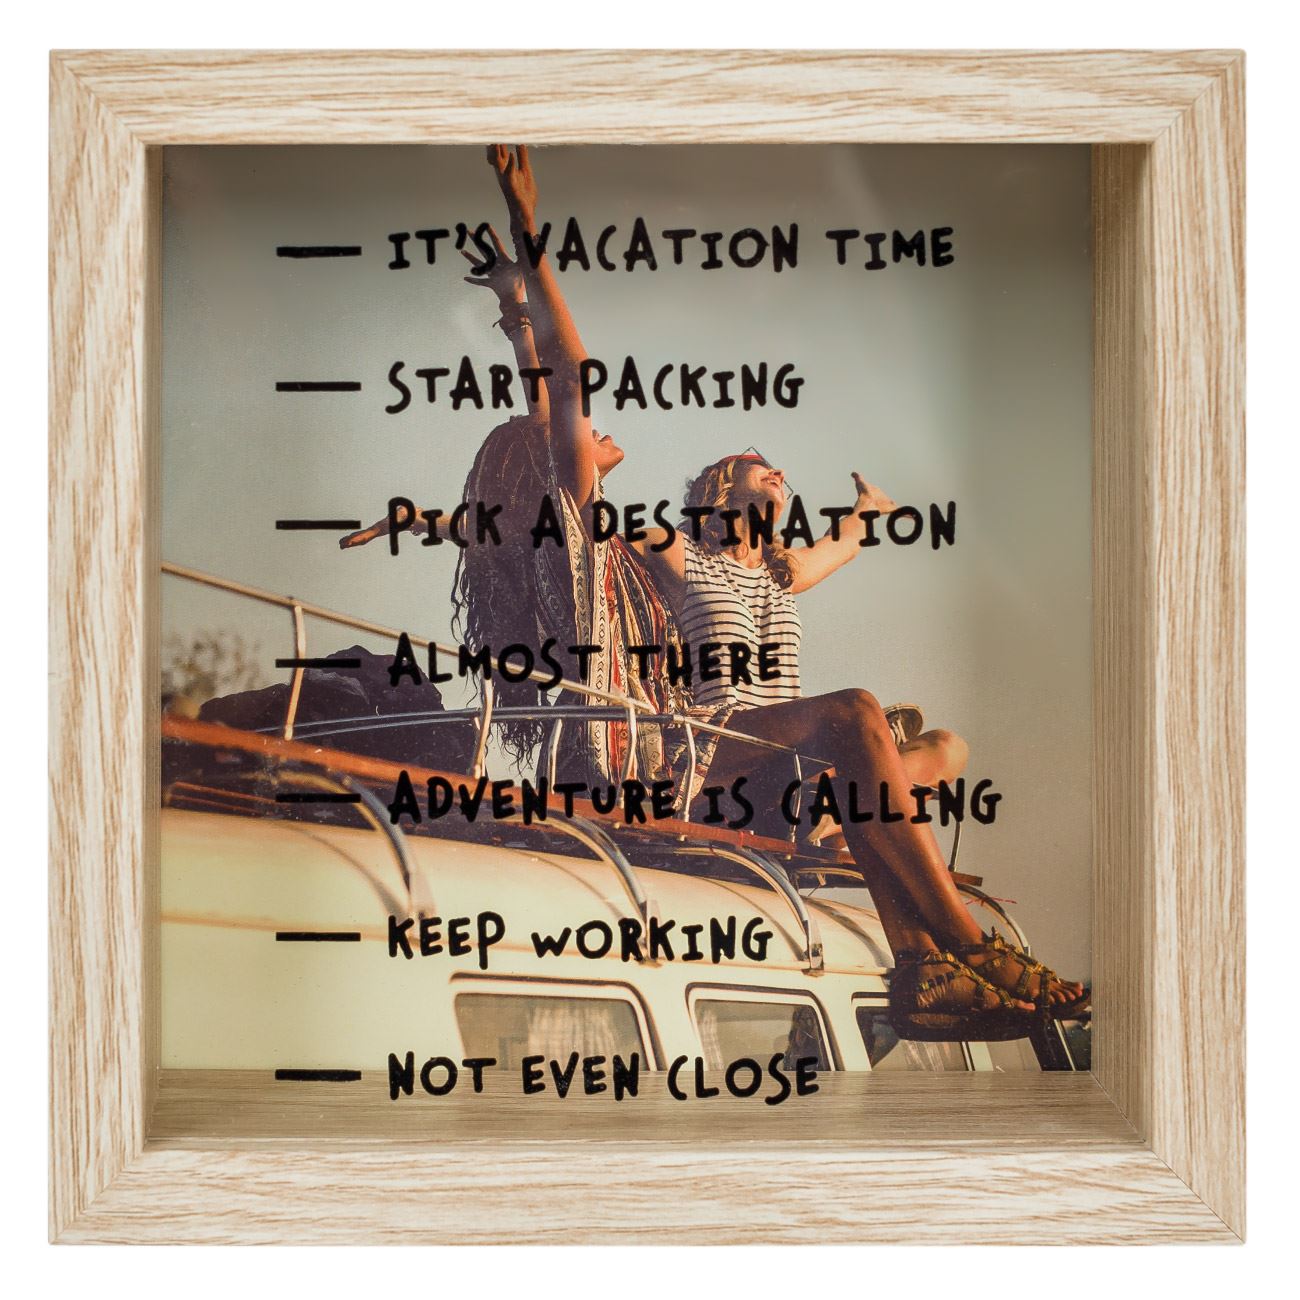 — IT'S VACATION TIME
— START PACKING
— PICK A DESTINATION
— ALMOST THERE
— ADVENTURE IS CALLING
— KEEP WORKING
— NOT EVEN CLOSE